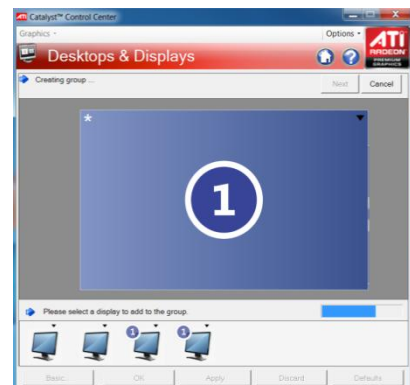 ATI Catalyst™ Control Center
Graphics
Options
ATI
RADEON
PREMIUM
GRAPHICS
Desktops & Displays
Creating group ...
Next
Cancel
*
1
Please select a display to add to the group.
1
1
Basic...
OK
Apply
Discard
Defaults